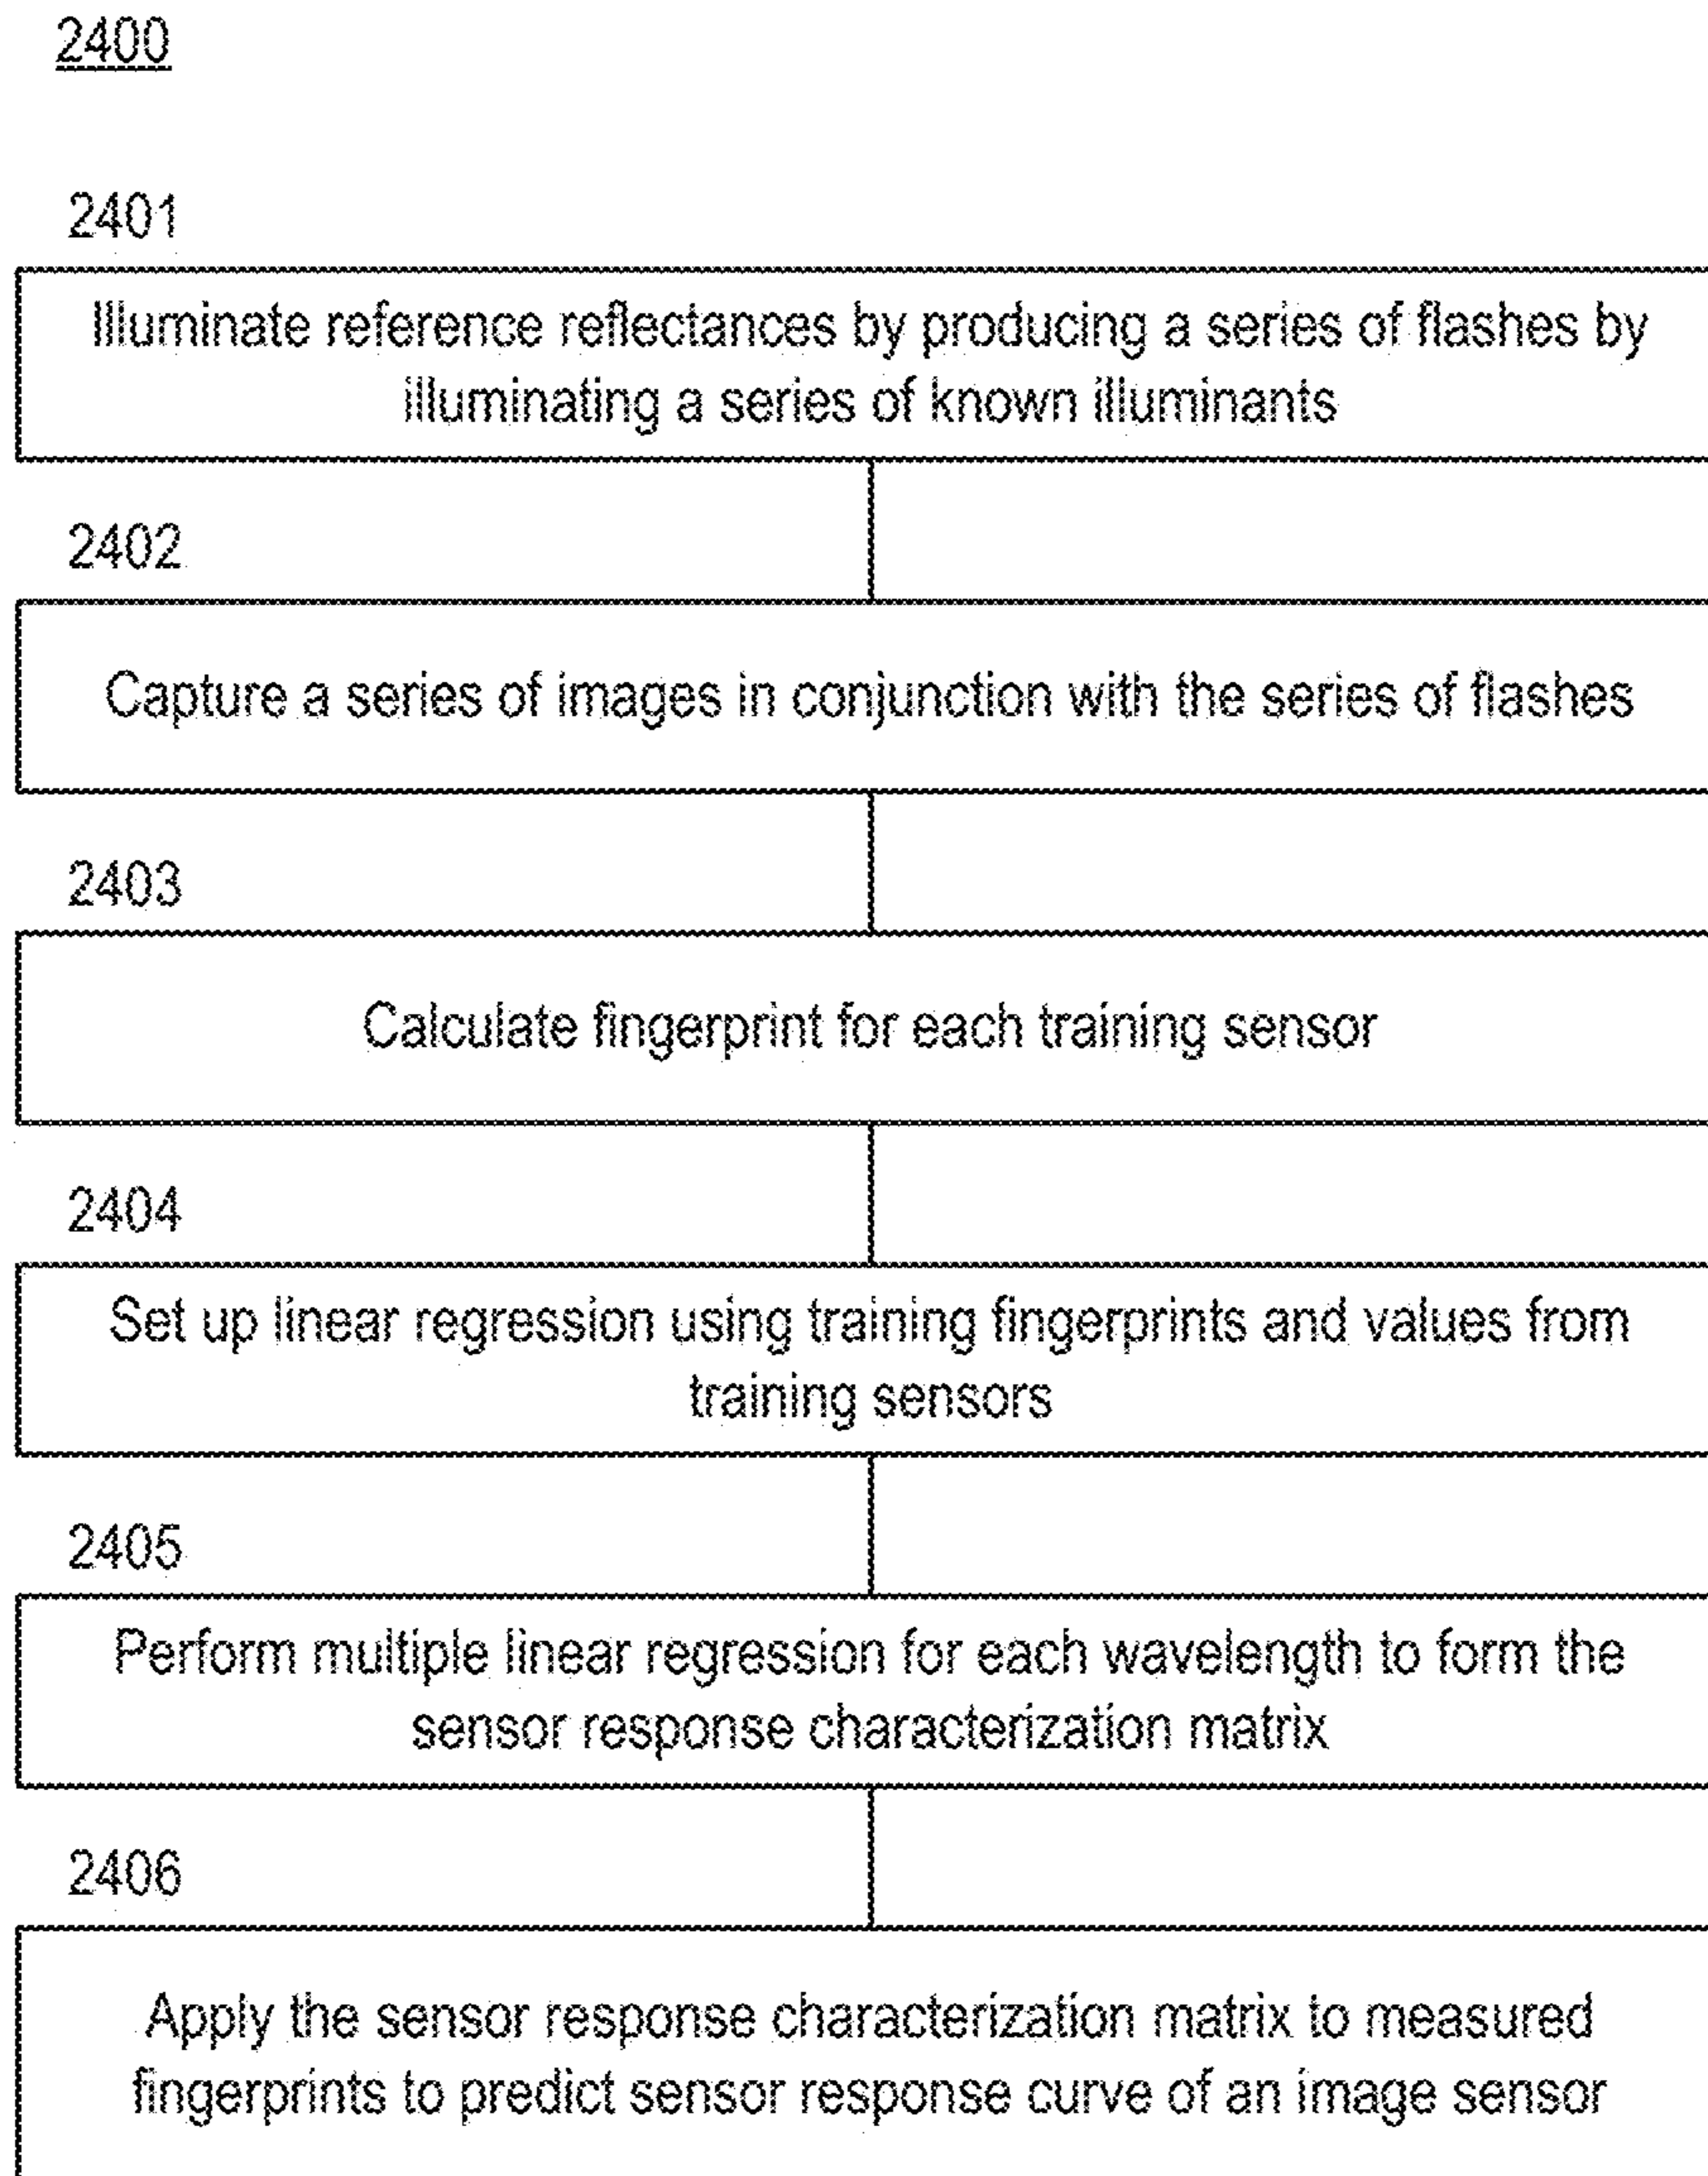 2400
2401
Illuminate reference reflectances by producing a series of flashes by
illuminating a series of known illuminants
2402
Capture a series of images in conjunction with the series of flashes
2403
Calculate fingerprint for each training sensor
2404
Set up linear regression using training fingerprints and values from
training sensors
2405
Perform multiple linear regression for each wavelength to form the
sensor response characterization matrix
2406
Apply the sensor response characterization matrix to measured
fingerprints to predict sensor response curve of an image sensor